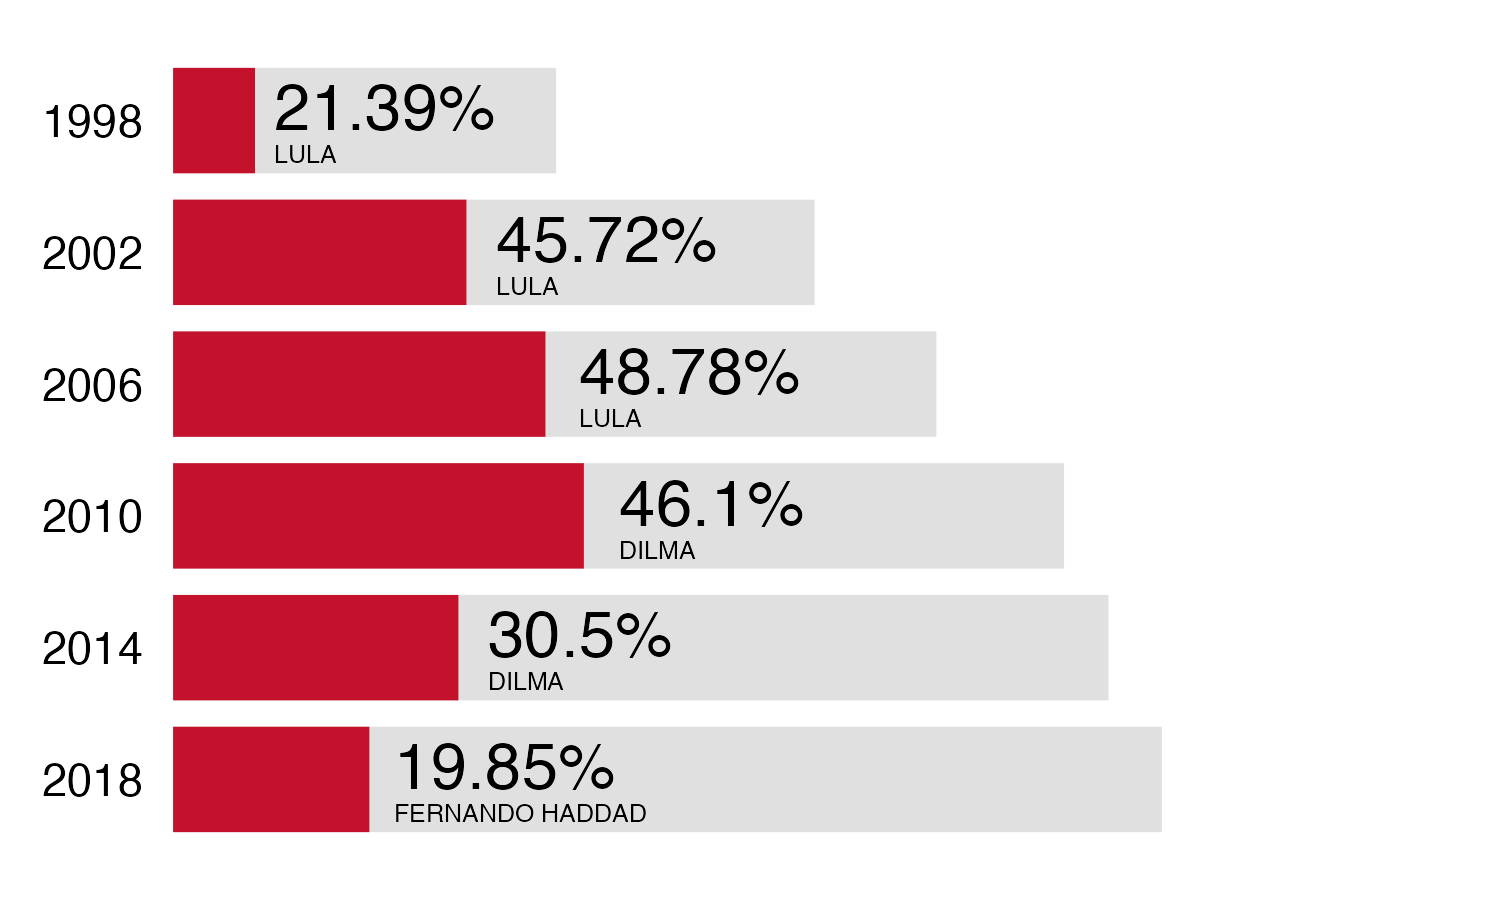 1998
21.39%
LULA
2002
45.72%
LULA
2006
48.78%
LULA
2010
46.1%
DILMA
2014
30.5%
DILMA
2018
19.85%
FERNANDO HADDAD